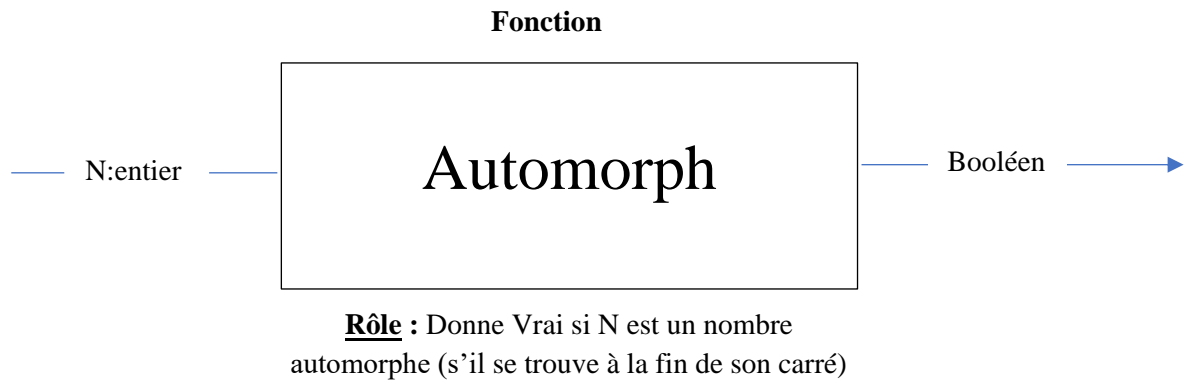 Fonction
N:entier
Automorph
Booléen
Rôle : Donne Vrai si N est un nombre
automorphe (s’il se trouve à la fin de son carré)